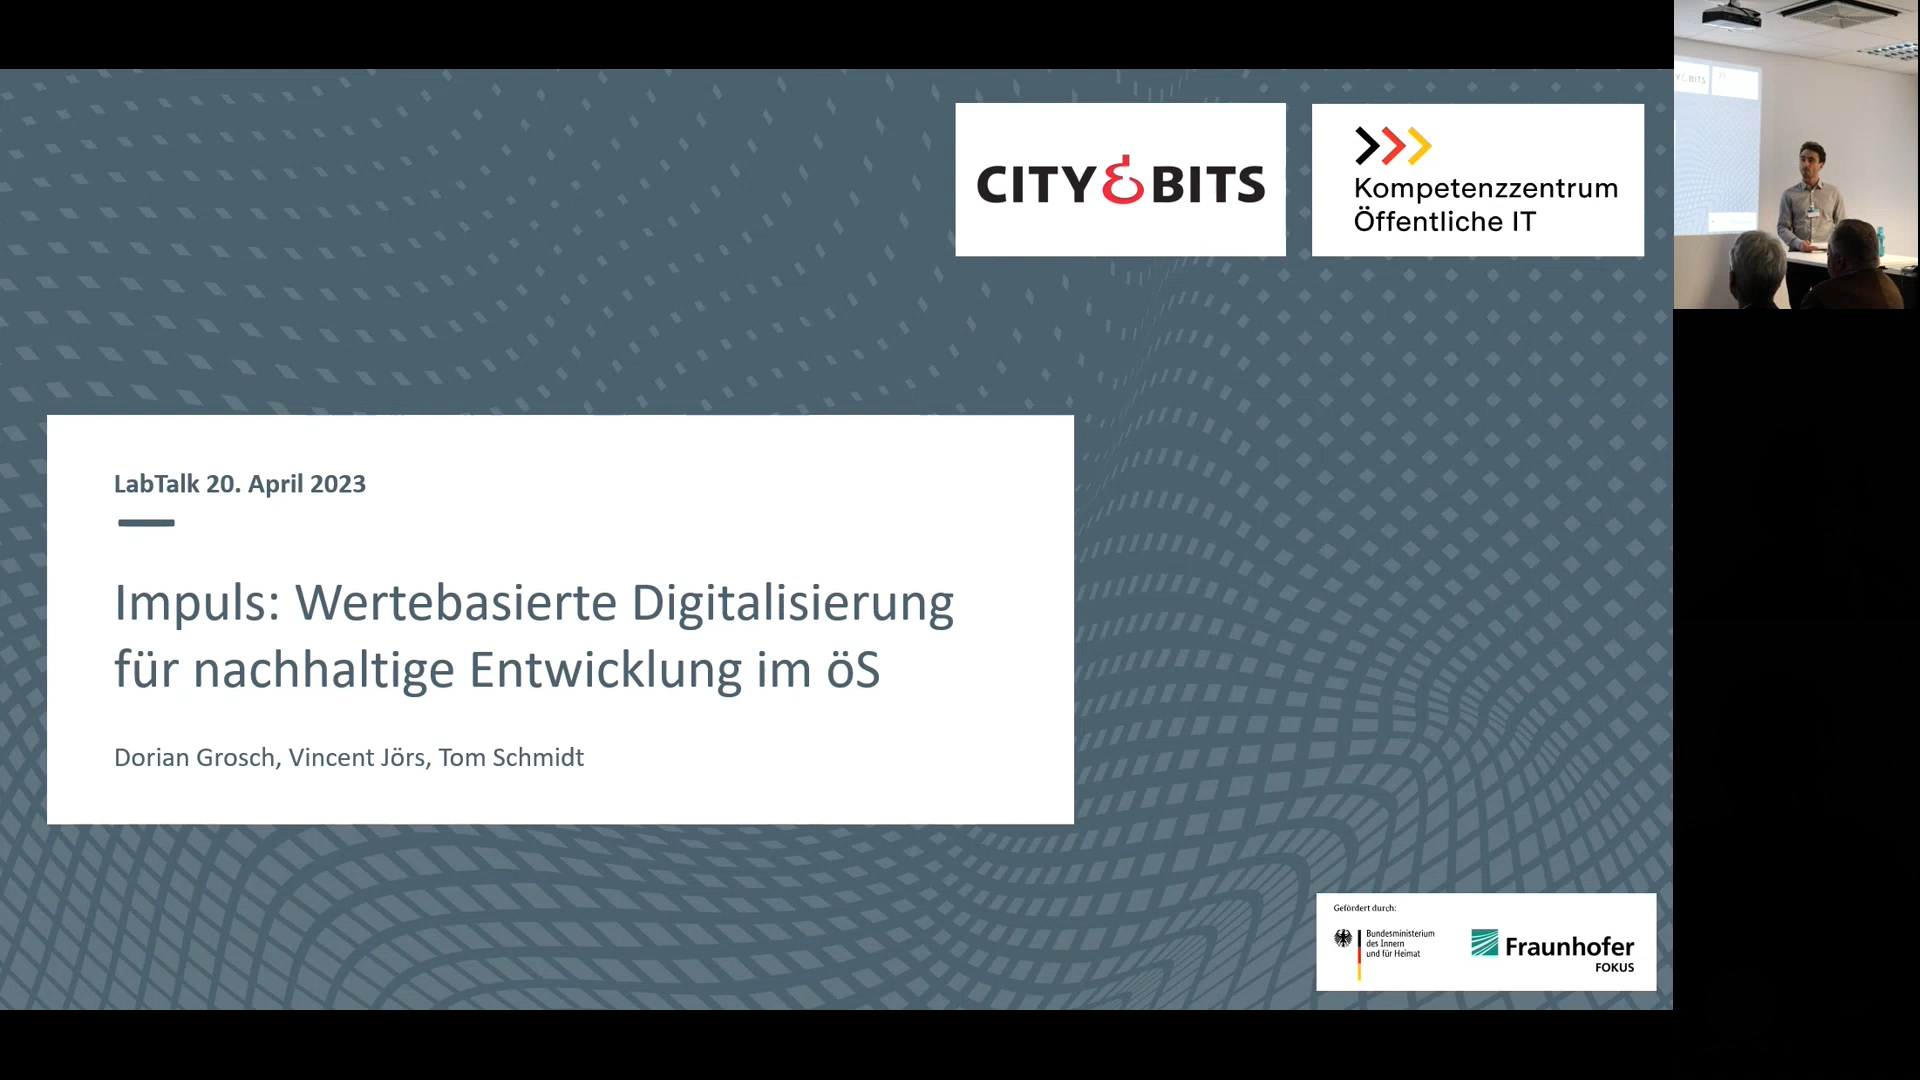 CITY & BITS
Kompetenzzentrum
Öffentliche IT
LabTalk 20. April 2023
Impuls: Wertebasierte Digitalisierung
für nachhaltige Entwicklung im öS
Dorian Grosch, Vincent Jörs, Tom Schmidt
Gefördert durch:
Bundesministerium
des Innern
und für Heimat
Fraunhofer
FOKUS